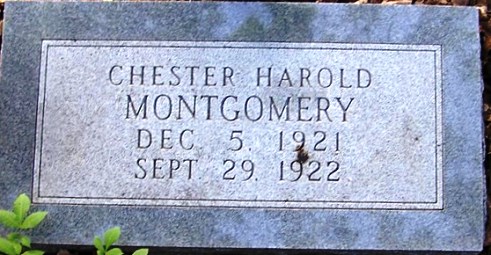 CHESTER HAROLD
MONTGOMERY
DEC 5, 1921
SEPT 29, 1922